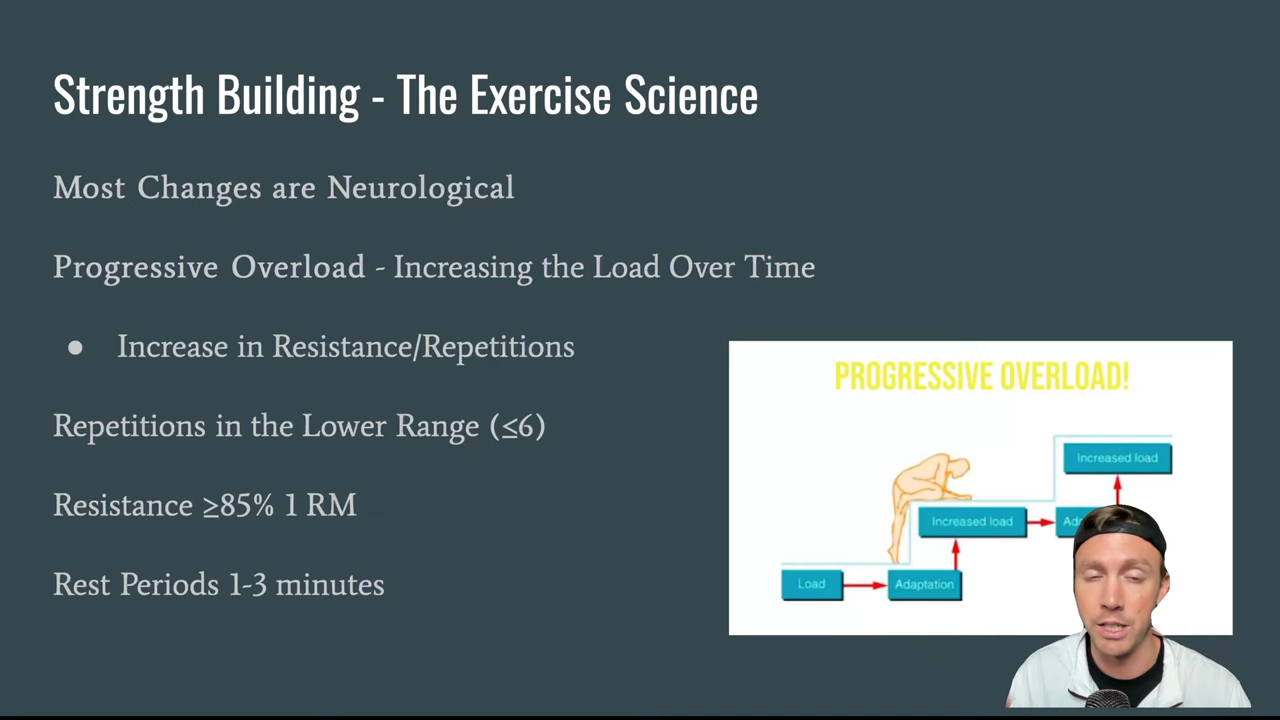 Strength Building - The Exercise Science
Most Changes are Neurological
Progressive Overload - Increasing the Load Over Time
● Increase in Resistance/Repetitions
Repetitions in the Lower Range (≤6)
Resistance ≥85% 1 RM
Rest Periods 1-3 minutes
PROGRESSIVE OVERLOAD!
Increased load
Increased load
Load
Adaptation